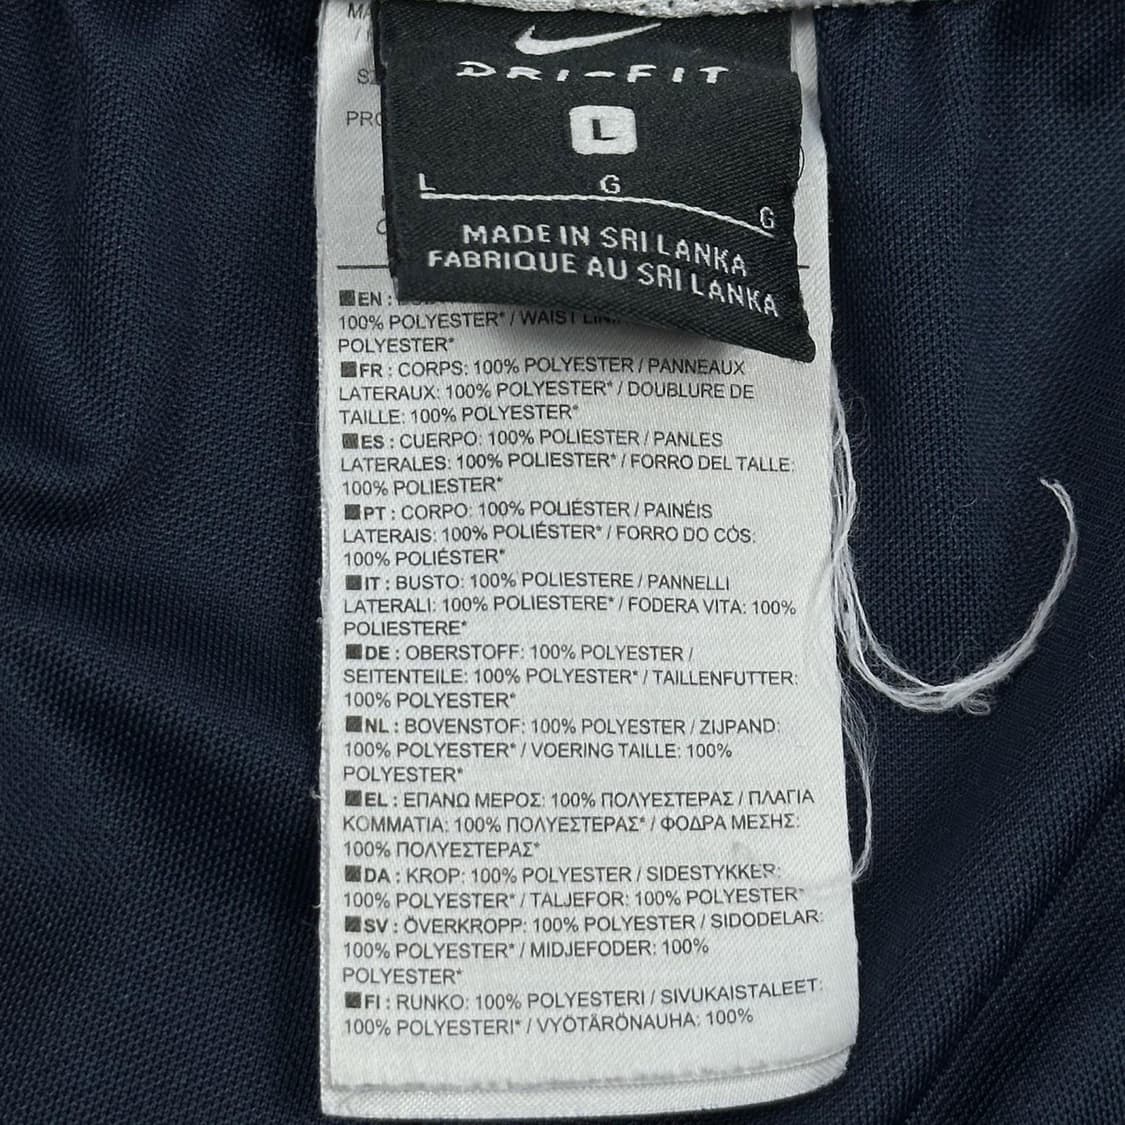 DRI-FIT
L
L G G
MADE IN SRI LANKA
FABRIQUE AU SRI LANKA
EN :
100% POLYESTER* / WAIST
POLYESTER*
FR : CORPS: 100% POLYESTER / PANNEAUX
LATERAUX: 100% POLYESTER* / DOUBLURE DE
TAILLE: 100% POLYESTER*
ES : CUERPO: 100% POLIESTER / PANLES
LATERALES: 100% POLIESTER* / FORRO DEL TALLE:
100% POLIESTER*
PT : CORPO: 100% POLIÉSTER / PAINÉIS
LATERAIS: 100% POLIÉSTER* / FORRO DO CÓS:
100% POLIÉSTER*
IT : BUSTO: 100% POLIESTERE / PANNELLI
LATERALI: 100% POLIESTERE* / FODERA VITA: 100%
POLIESTERE*
DE : OBERSTOFF: 100% POLYESTER /
SEITENTEILE: 100% POLYESTER* / TAILLENFUTTER:
100% POLYESTER*
NL : BOVENSTOF: 100% POLYESTER / ZIJPAND:
100% POLYESTER* / VOERING TAILLE: 100%
POLYESTER*
EL : ΕΠΑΝΩ ΜΕΡΟΣ: 100% ΠΟΛΥΕΣΤΕΡΑΣ / ΠΛΑΓΙΑ
ΚΟΜΜΑΤΙΑ: 100% ΠΟΛΥΕΣΤΕΡΑΣ* / ΦΟΔΡΑ ΜΕΣΗΣ:
100% ΠΟΛΥΕΣΤΕΡΑΣ*
DA : KROP: 100% POLYESTER / SIDESTYKKER:
100% POLYESTER* / TALJEFOR: 100% POLYESTER*
SV : ÖVERKROPP: 100% POLYESTER / SIDODELAR:
100% POLYESTER* / MIDJEFODER: 100%
POLYESTER*
FI : RUNKO: 100% POLYESTERI / SIVUKAISTALEET:
100% POLYESTERI* / VYÖTÄRÖNAUHA: 100%